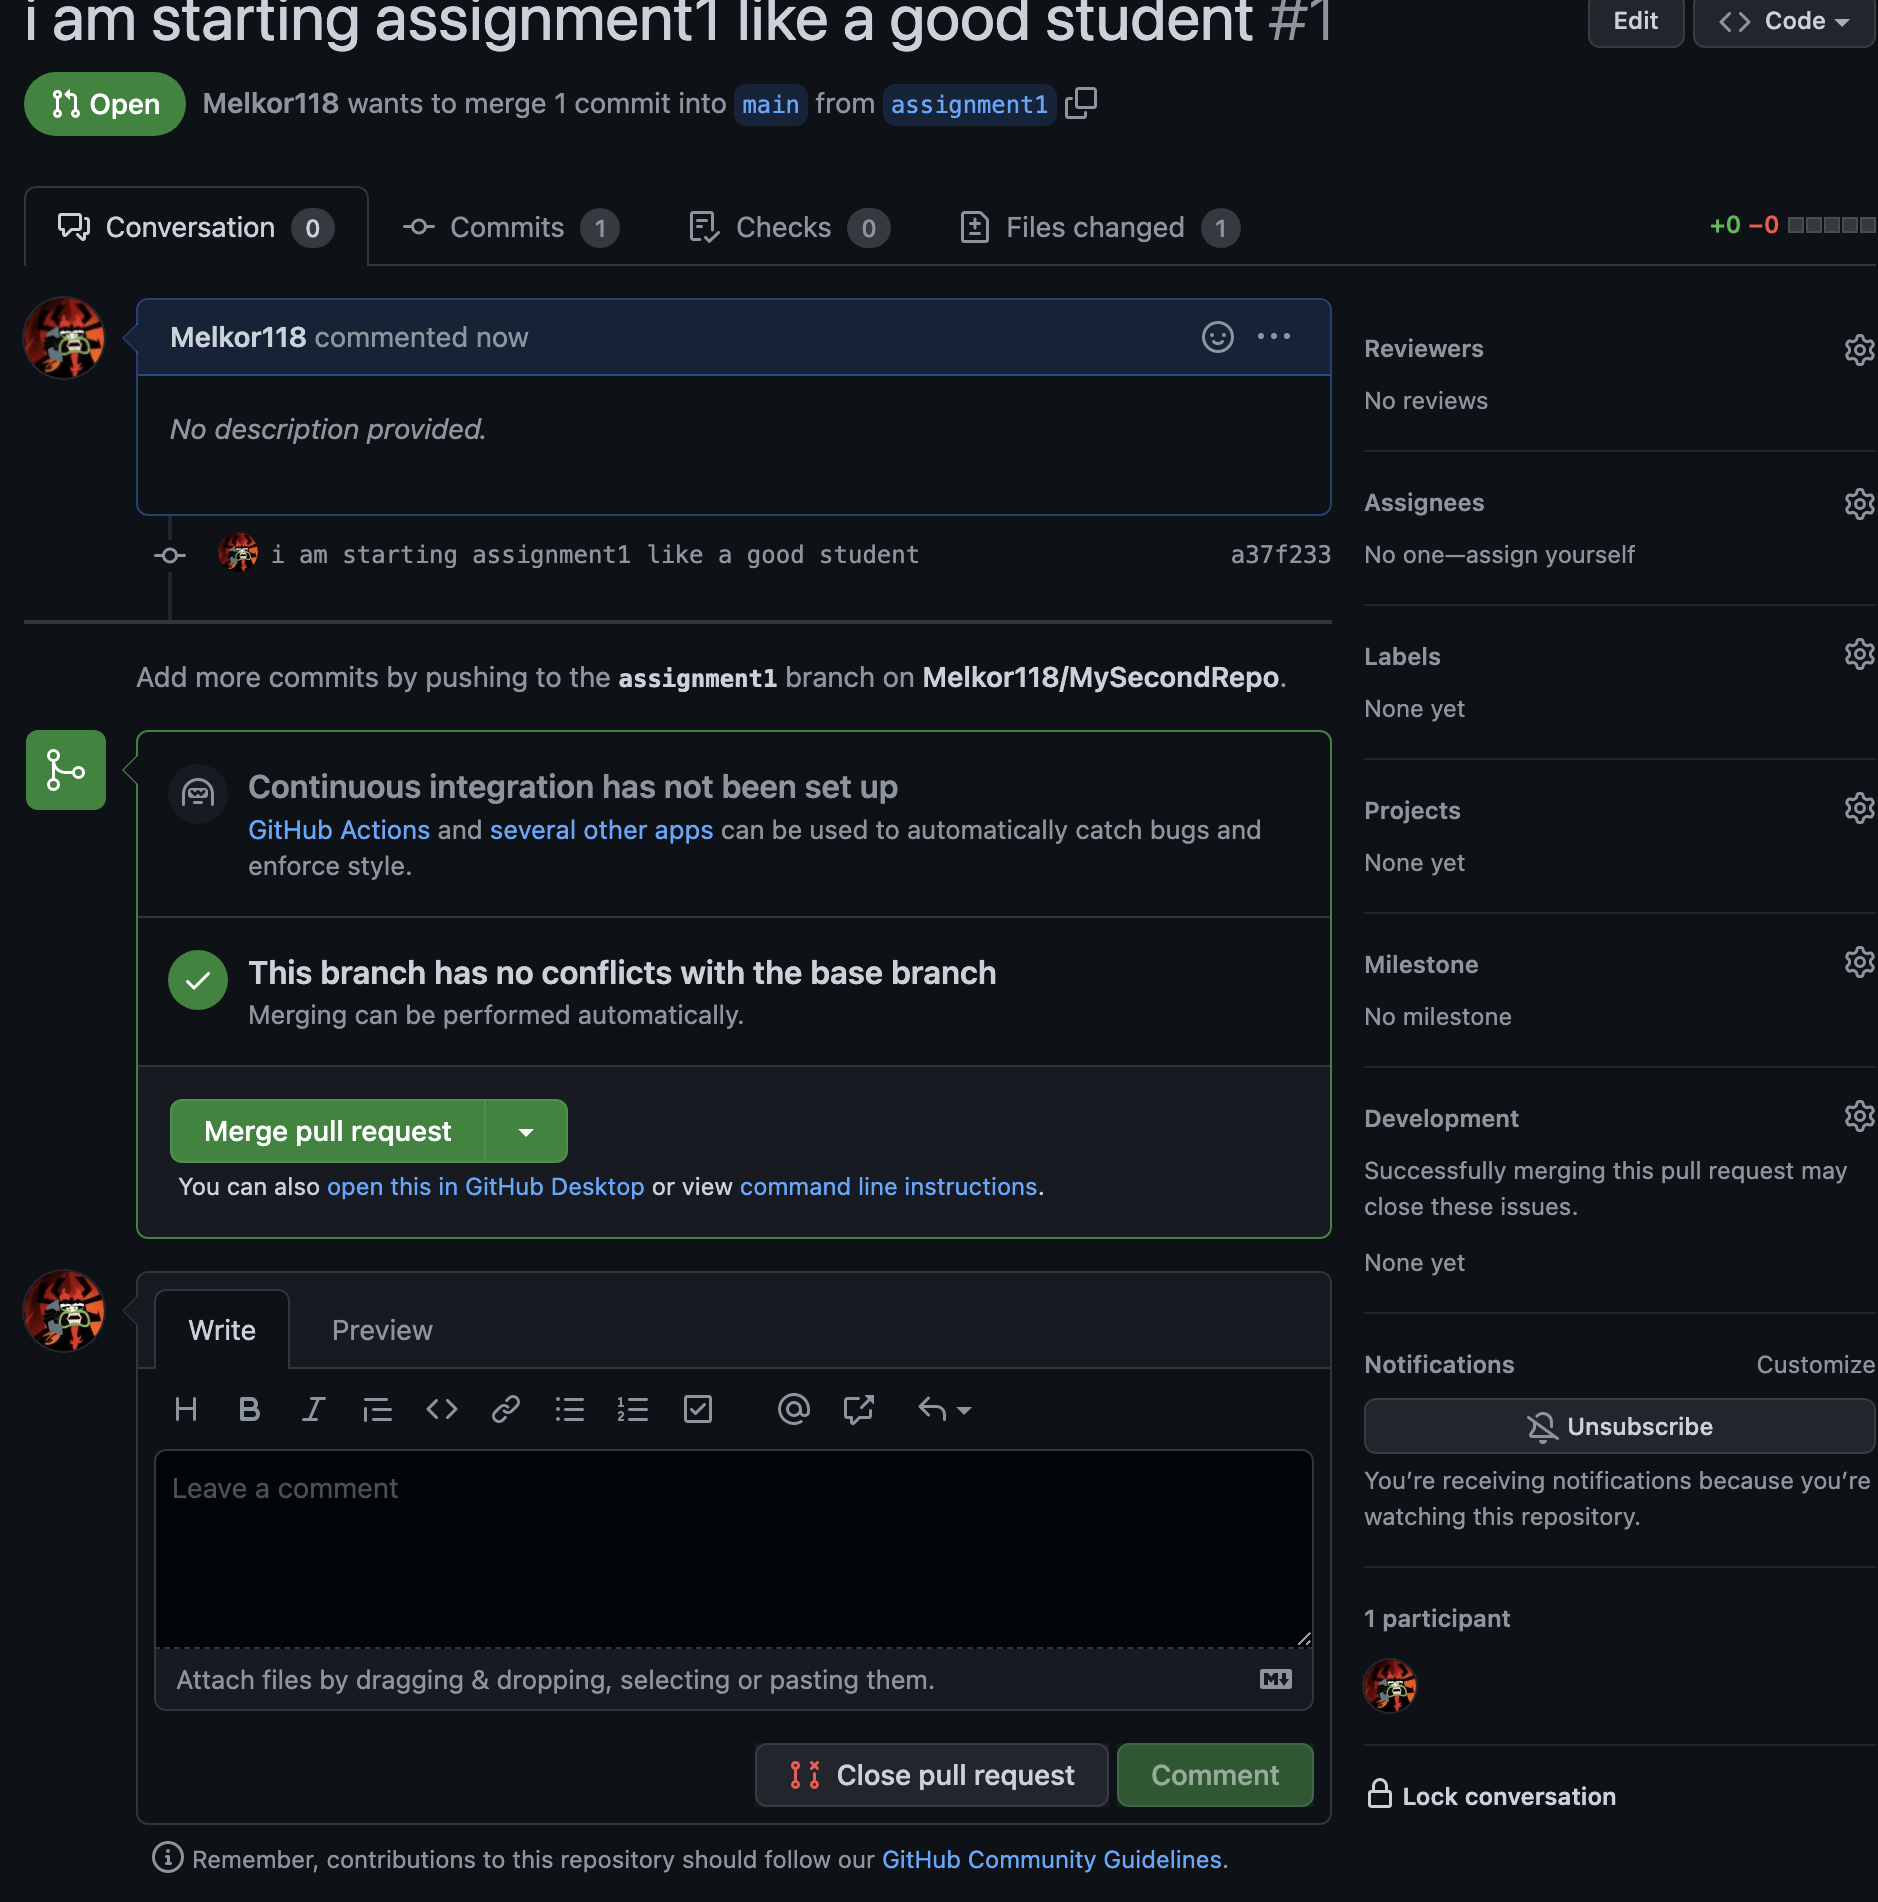 i am starting assignment1 like a good student #1
Edit
Code
Open
Melkor118 wants to merge 1 commit into main from assignment1
Conversation 0
Commits 1
Checks 0
Files changed 1
+0 −0
Melkor118 commented now
No description provided.
i am starting assignment1 like a good student
a37f233
Add more commits by pushing to the assignment1 branch on Melkor118/MySecondRepo.
Continuous integration has not been set up
GitHub Actions and several other apps can be used to automatically catch bugs and
enforce style.
This branch has no conflicts with the base branch
Merging can be performed automatically.
Merge pull request
You can also open this in GitHub Desktop or view command line instructions.
Write
Preview
Leave a comment
Attach files by dragging & dropping, selecting or pasting them.
Close pull request
Comment
Remember, contributions to this repository should follow our GitHub Community Guidelines.
Reviewers
No reviews
Assignees
No one—assign yourself
Labels
None yet
Projects
None yet
Milestone
No milestone
Development
Successfully merging this pull request may
close these issues.
None yet
Notifications
Customize
Unsubscribe
You’re receiving notifications because you’re
watching this repository.
1 participant
Lock conversation